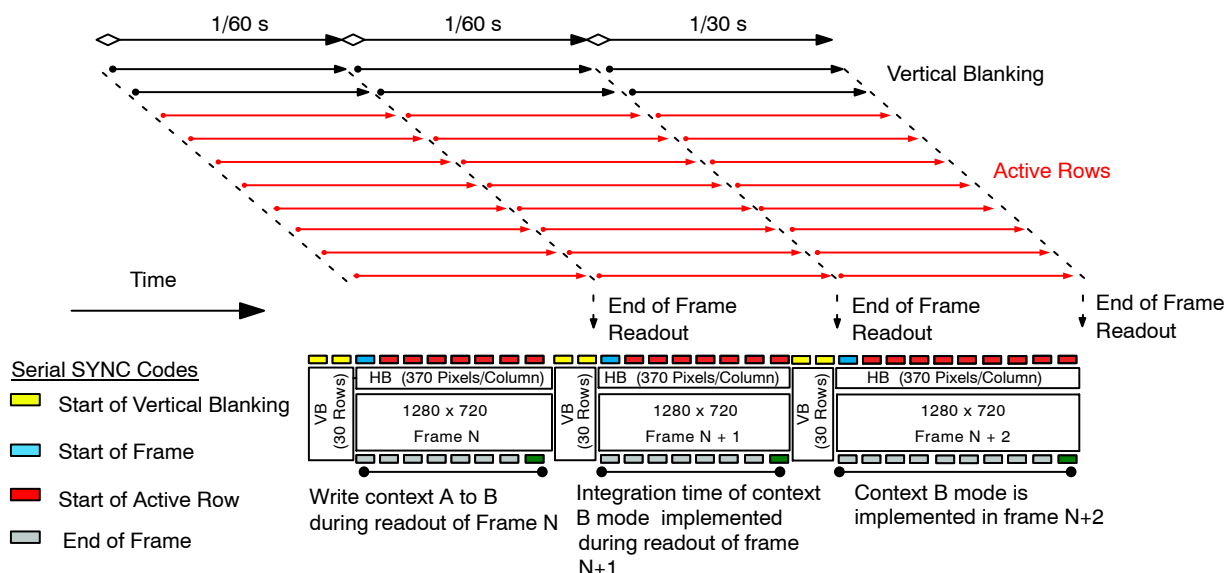 1/60 s
1/60 s
1/30 s
Vertical Blanking
Active Rows
Time
End of Frame
Readout
End of Frame
Readout
End of Frame
Readout
Serial SYNC Codes
Start of Vertical Blanking
Start of Frame
Start of Active Row
End of Frame
VB
(30 Rows)
HB (370 Pixels/Column)
1280 x 720
Frame N
VB
(30 Rows)
HB (370 Pixels/Column)
1280 x 720
Frame N + 1
VB
(30 Rows)
HB (370 Pixels/Column)
1280 x 720
Frame N + 2
Write context A to B
during readout of Frame N
Integration time of context
B mode implemented
during readout of frame
N+1
Context B mode is
implemented in frame N+2